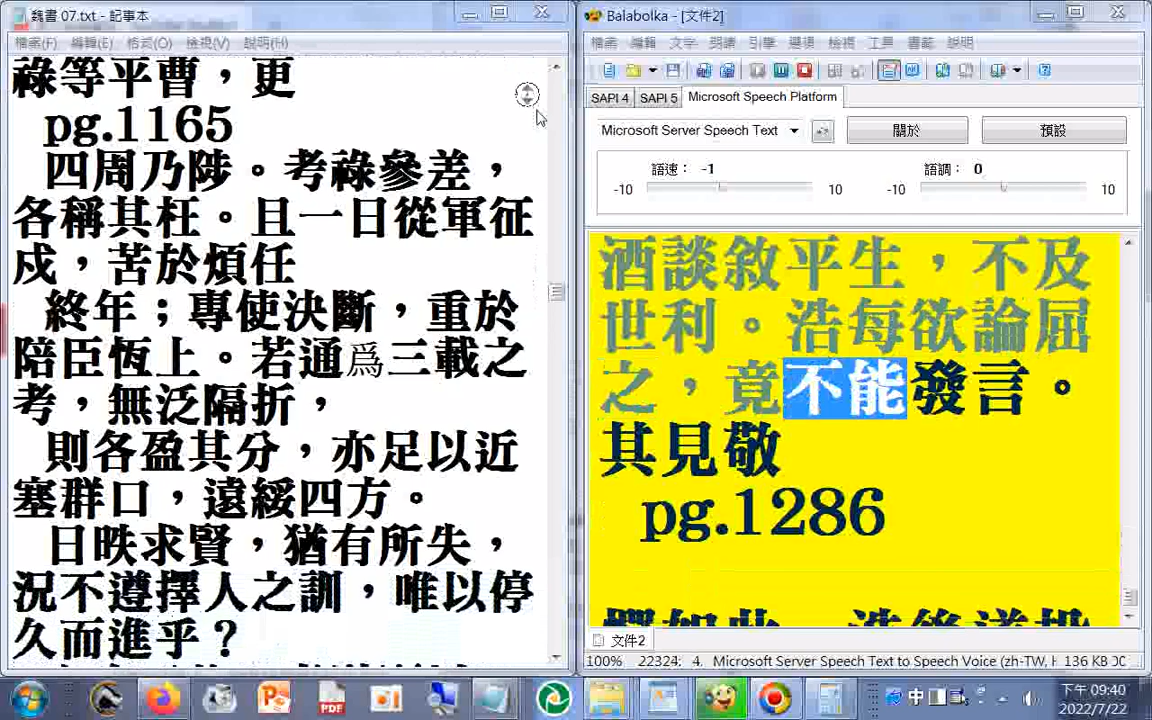 魏書 07.txt - 記事本
檔案(F) 編輯(E) 格式(O) 檢視(V) 說明(H)
祿等平曹，更
pg.1165
四周乃陟。考祿參差，
各稱其枉。且一日從軍征
戍，苦於煩任
終年；專使決斷，重於
陪臣恆上。若通爲三載之
考，無泛隔折，
則各盈其分，亦足以近
塞群口，遠綏四方。
日昳求賢，猶有所失，
況不遵擇人之訓，唯以停
久而進乎？
Balabolka - [文件2]
檔案 編輯 文字 朗讀 引擎 選項 檢視 工具 書籤 說明
SAPI 4 SAPI 5 Microsoft Speech Platform
Microsoft Server Speech Text 關於 預設
語速： -1 語調： 0
-10 10 -10 10
酒談敘平生，不及
世利。浩每欲論屈
之，竟不能發言。
其見敬
pg.1286
文件2
100% 22324: 4. Microsoft Server Speech Text to Speech Voice (zh-TW, H 136 KB
中
下午 09:40
2022/7/22